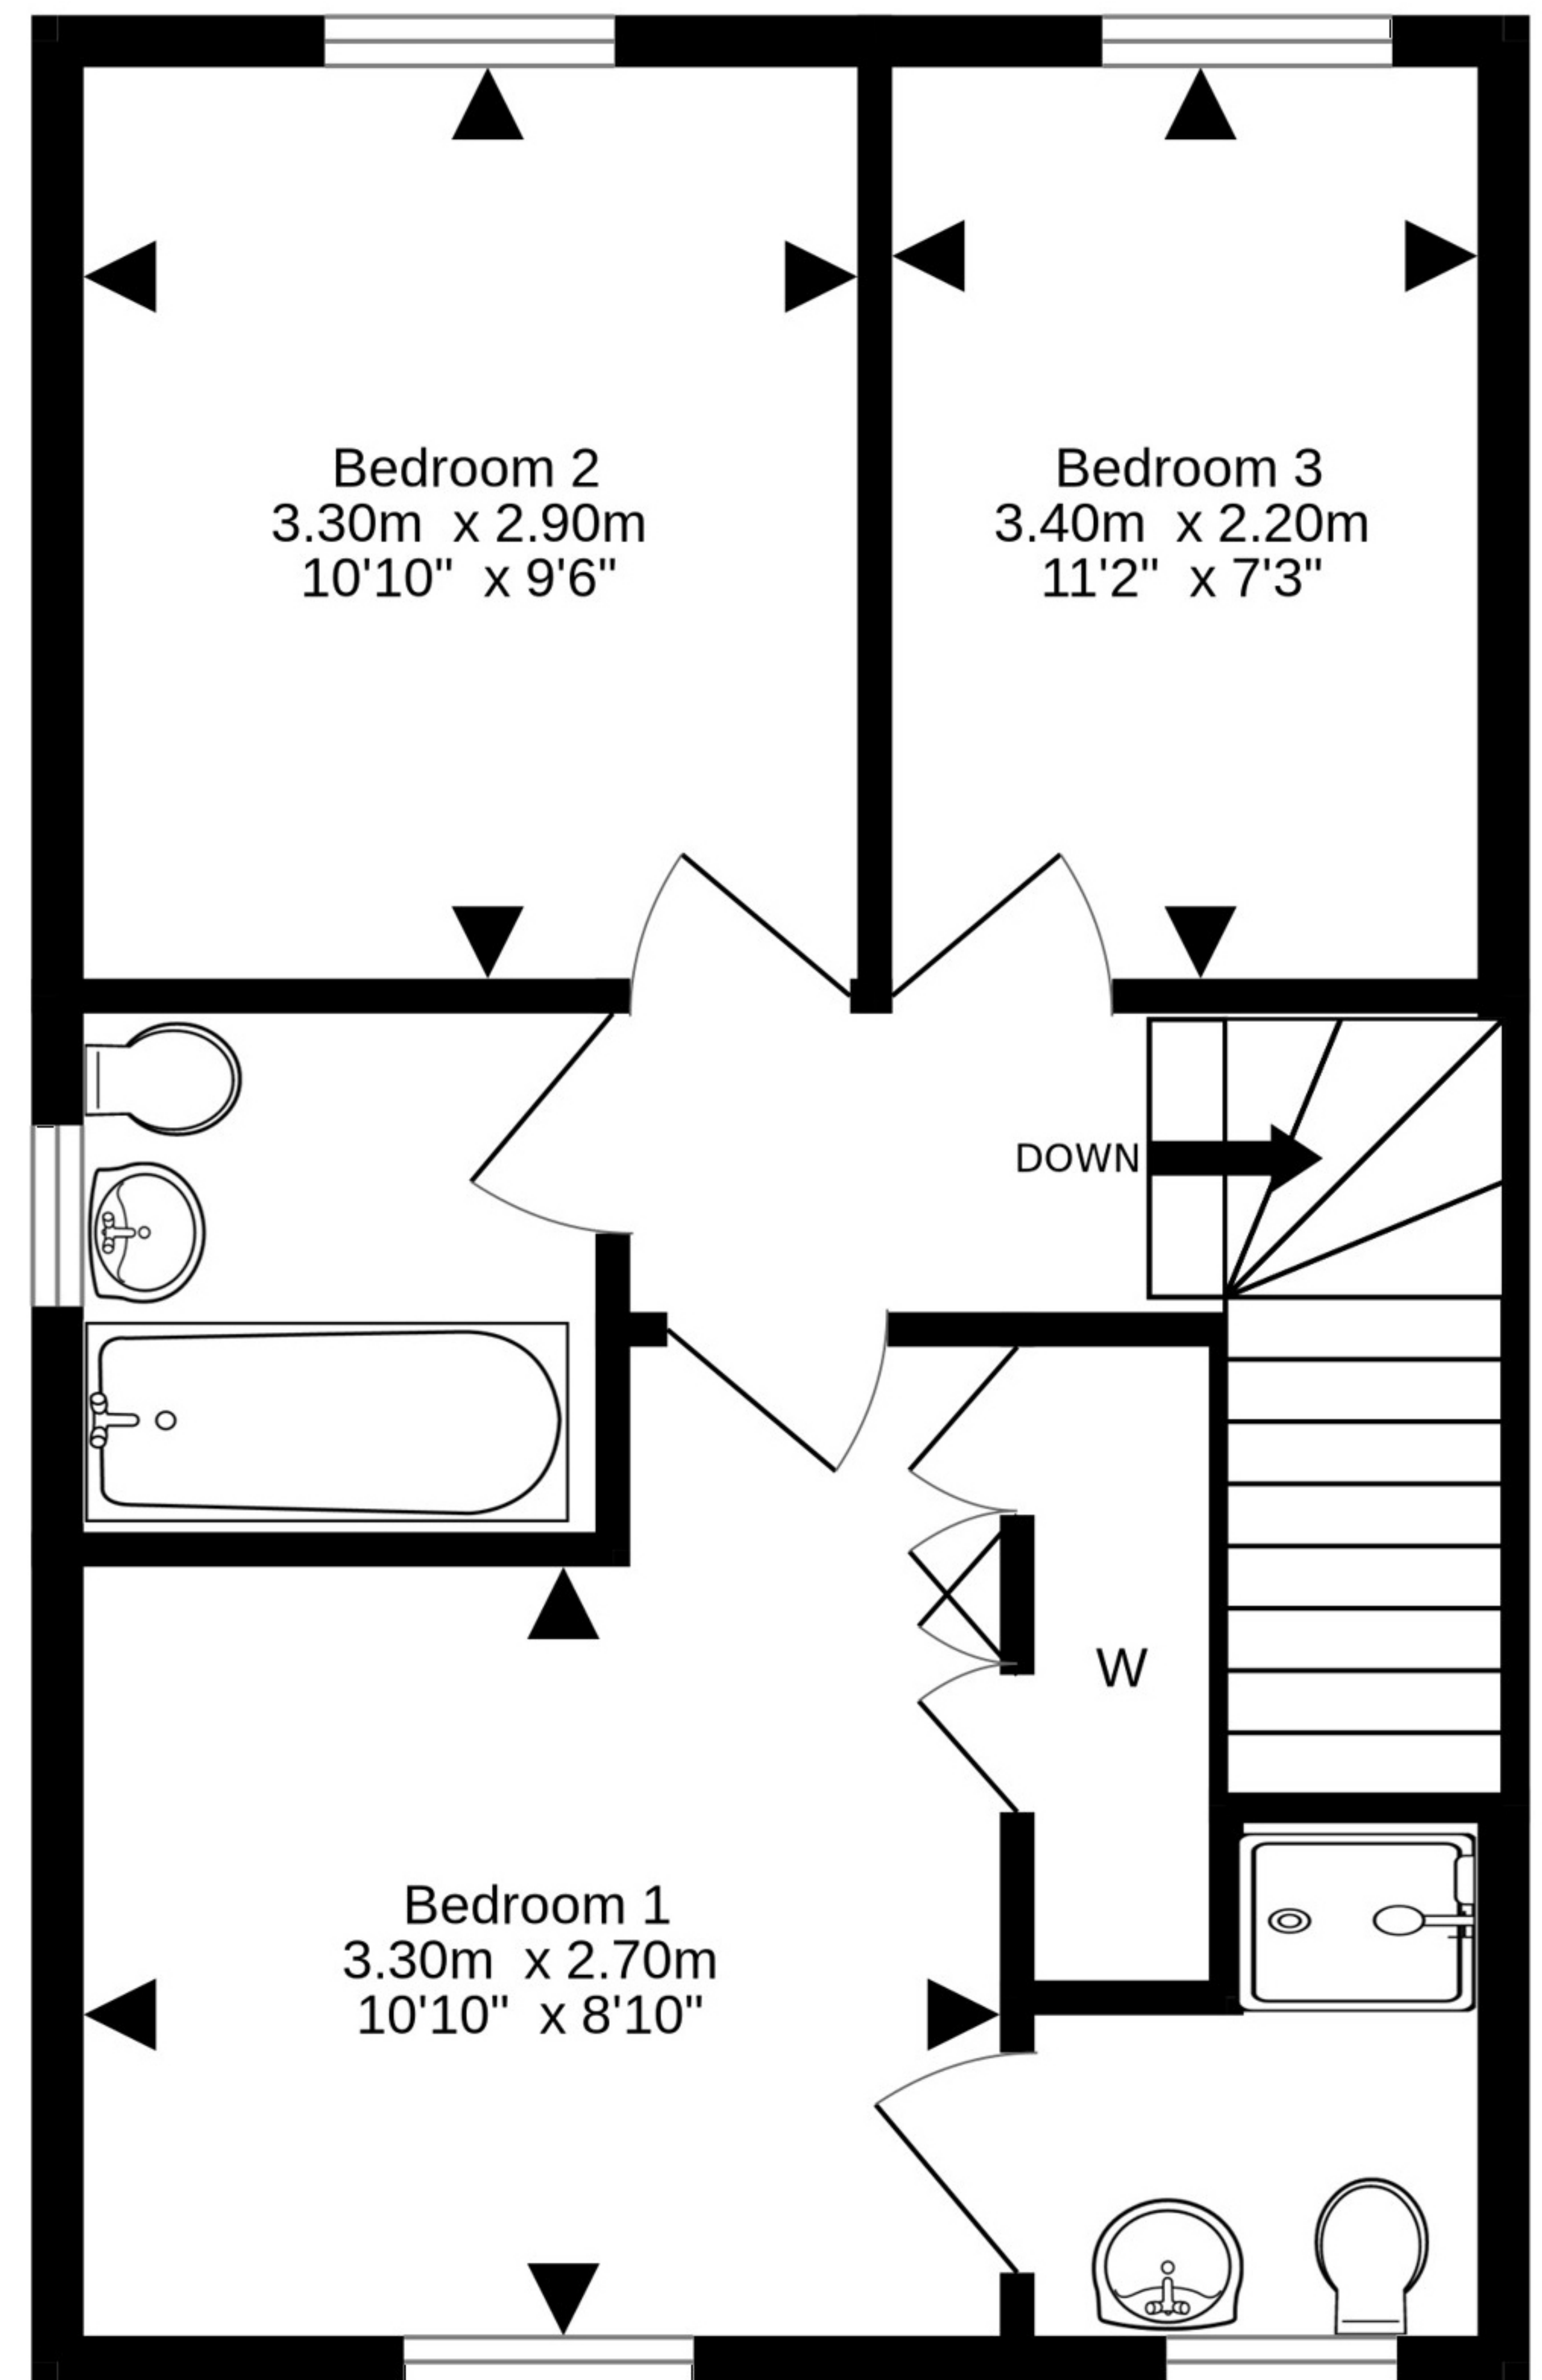 Bedroom 2
3.30m x 2.90m
10'10" x 9'6"
Bedroom 3
3.40m x 2.20m
11'2" x 7'3"
DOWN
W
Bedroom 1
3.30m x 2.70m
10'10" x 8'10"